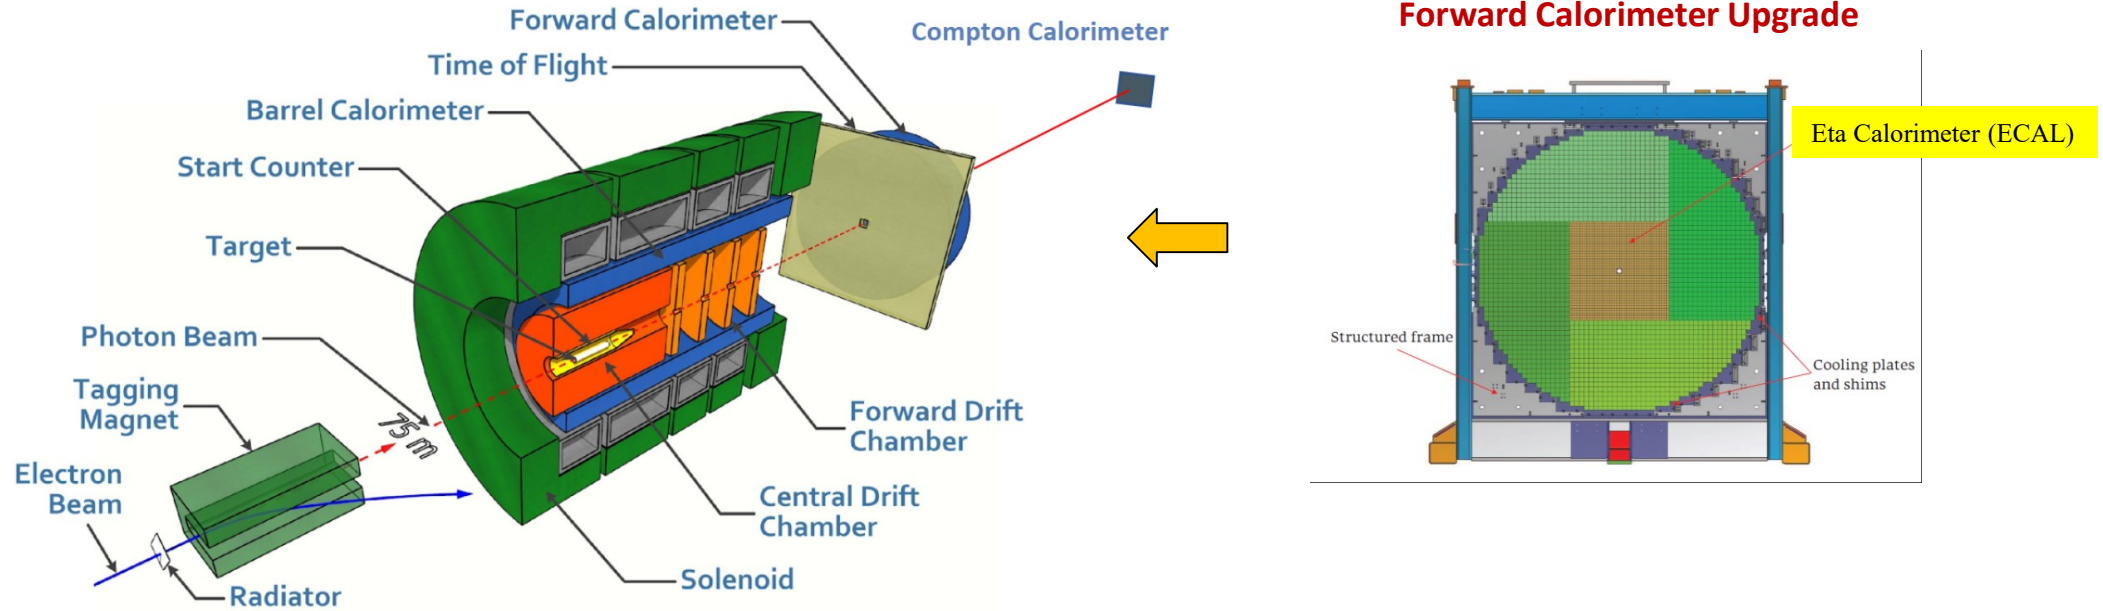 Forward Calorimeter
Compton Calorimeter
Time of Flight
Barrel Calorimeter
Start Counter
Target
Photon Beam
Tagging
Magnet
75 m
Electron
Beam
Radiator
Forward Drift
Chamber
Central Drift
Chamber
Solenoid
Forward Calorimeter Upgrade
Eta Calorimeter (ECAL)
Structured frame
Cooling plates
and shims